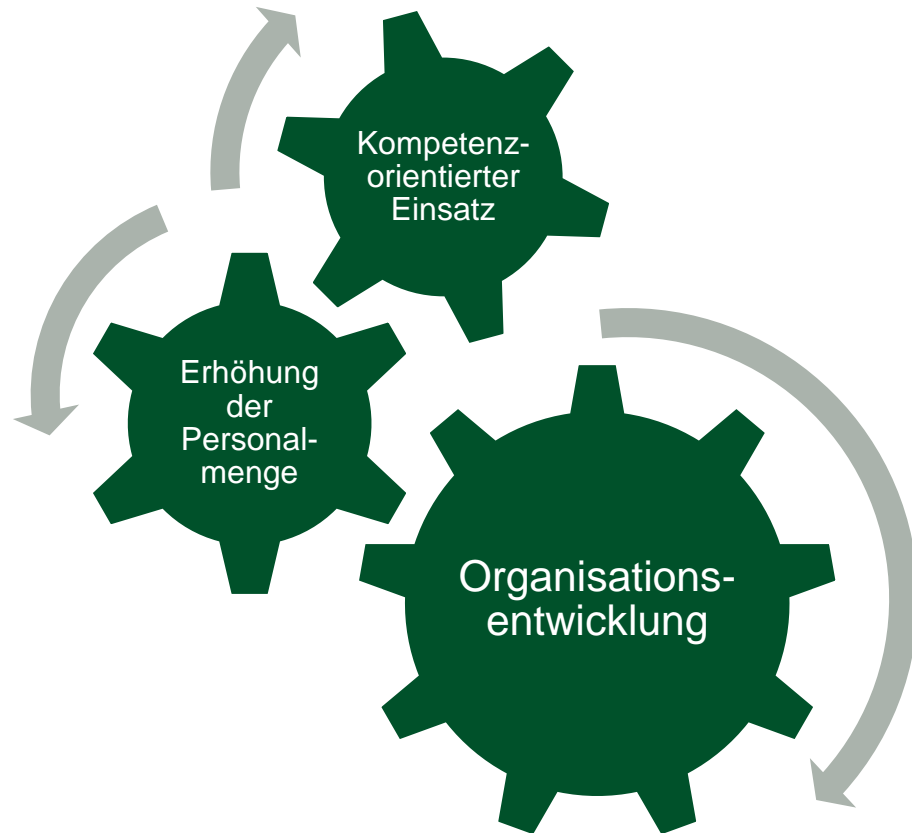 Kompetenz-
orientierter
Einsatz
Erhöhung
der
Personal-
menge
Organisations-
entwicklung